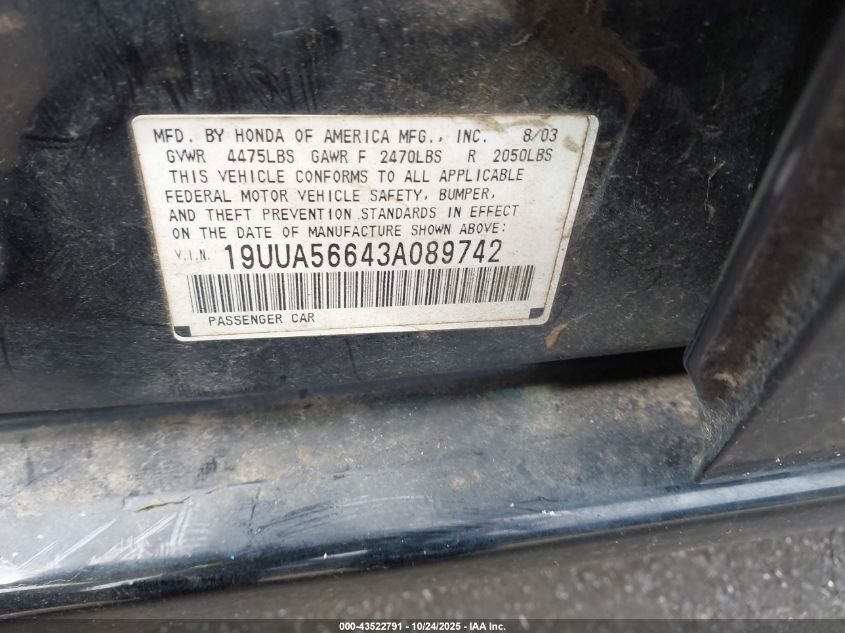 MFD. BY HONDA OF AMERICA MFG., INC. 8/03
GVWR 4475LBS GAWR F 2470LBS R 2050LBS
THIS VEHICLE CONFORMS TO ALL APPLICABLE
FEDERAL MOTOR VEHICLE SAFETY, BUMPER,
AND THEFT PREVENTION STANDARDS IN EFFECT
ON THE DATE OF MANUFACTURE SHOWN ABOVE:
V.I.N. 19UUA56643A089742
PASSENGER CAR
000-43522791 - 10/24/2025 - IAA Inc.